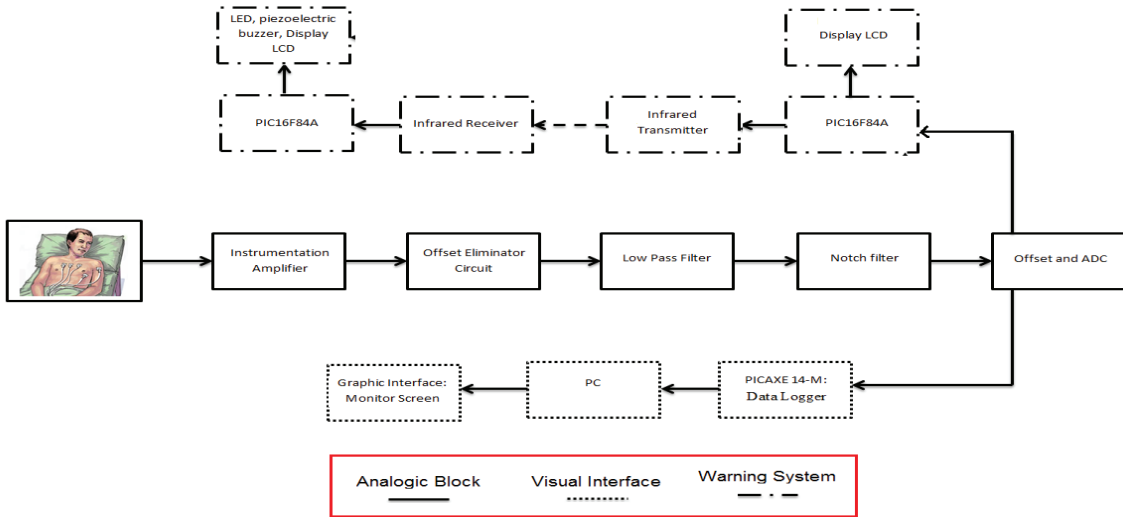 LED, piezoelectric
buzzer, Display
LCD
Display LCD
PIC16F84A
Infrared Receiver
Infrared
Transmitter
PIC16F84A
Instrumentation
Amplifier
Offset Eliminator
Circuit
Low Pass Filter
Notch filter
Offset and ADC
Graphic Interface:
Monitor Screen
PC
PICAXE 14-M:
Data Logger
Analogic Block
Visual Interface
Warning System